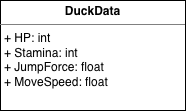 DuckData
+ HP: int
+ Stamina: int
+ JumpForce: float
+ MoveSpeed: float